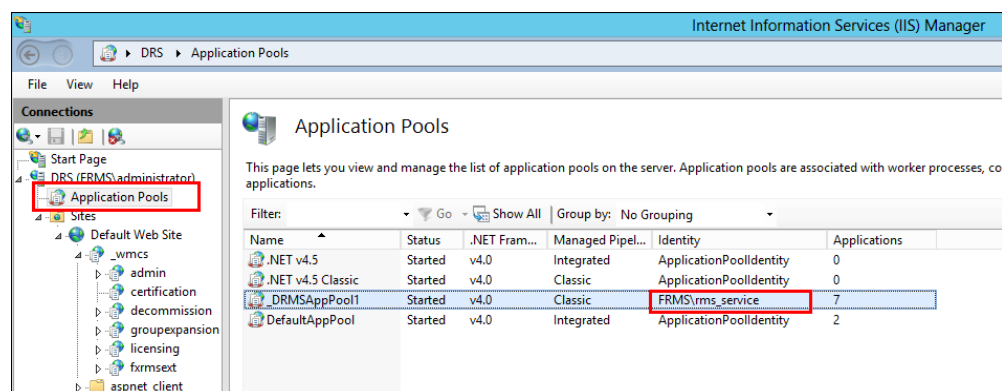 Internet Information Services (IIS) Manager
DRS Application Pools
File View Help
Connections
Start Page
DRS (FRMS\administrator)
Application Pools
Sites
Default Web Site
_wmcs
admin
certification
decommission
groupexpansion
licensing
fxrmsext
aspnet_client
Application Pools
This page lets you view and manage the list of application pools on the server. Application pools are associated with worker processes, co
applications.
Filter: Go Show All Group by: No Grouping
Name Status .NET Fram... Managed Pipel... Identity Applications
.NET v4.5 Started v4.0 Integrated ApplicationPoolIdentity 0
.NET v4.5 Classic Started v4.0 Classic ApplicationPoolIdentity 0
_DRMSAppPool1 Started v4.0 Classic FRMS\rms_service 7
DefaultAppPool Started v4.0 Integrated ApplicationPoolIdentity 2